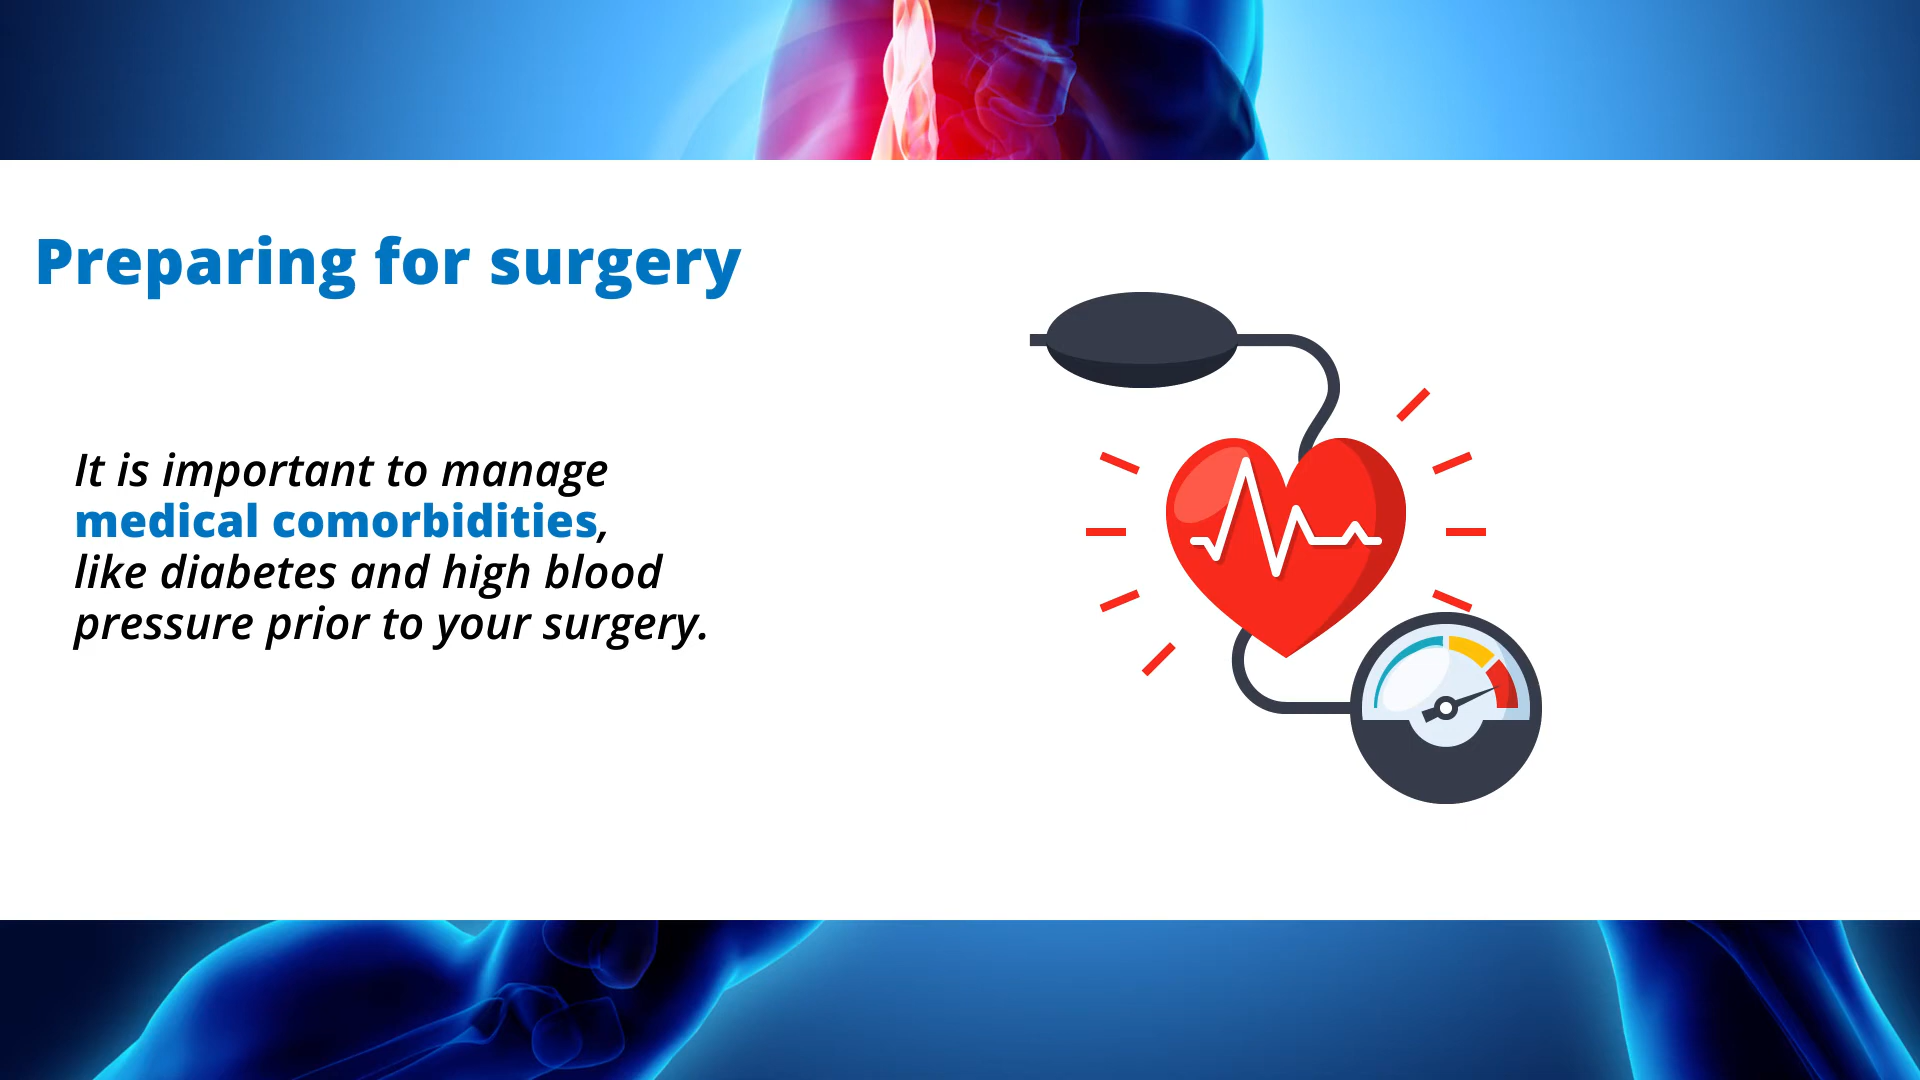 Preparing for surgery
It is important to manage
medical comorbidities,
like diabetes and high blood
pressure prior to your surgery.